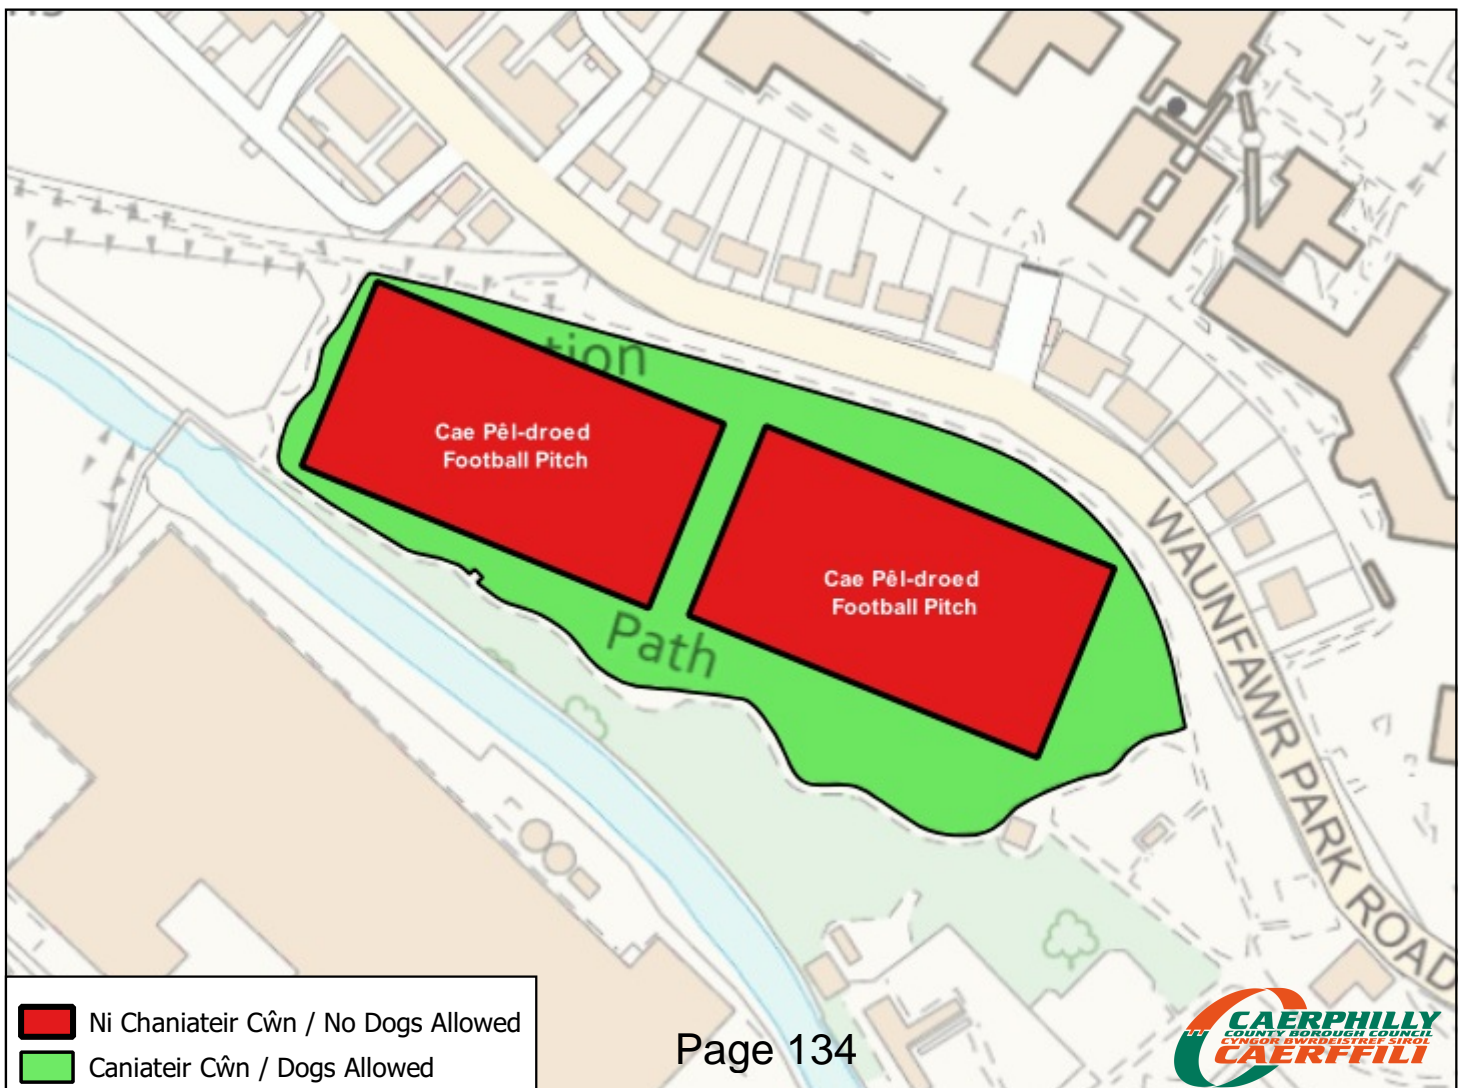 tion
Cae Pêl-droed
Football Pitch
Cae Pêl-droed
Football Pitch
Path
WAUNFAWR PARK ROAD
Ni Chaniateir Cŵn / No Dogs Allowed
Caniateir Cŵn / Dogs Allowed
Page 134
CAERPHILLY
COUNTY BOROUGH COUNCIL
CYNGOR BWRDEISTREF SIROL
CAERFFILI